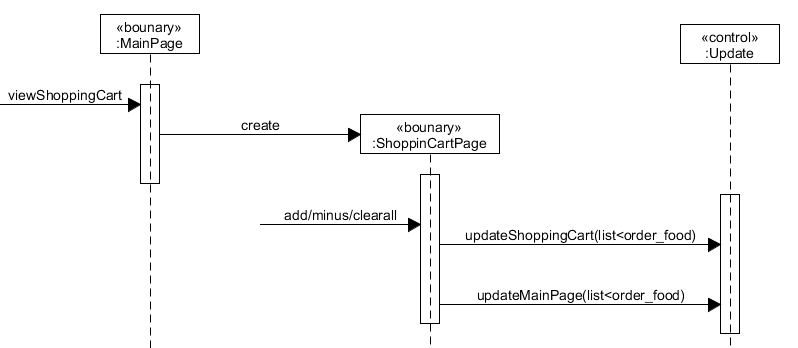 «bounary»
:MainPage
«control»
:Update
viewShoppingCart
create
«bounary»
:ShoppinCartPage
add/minus/clearall
updateShoppingCart(list<order_food)
updateMainPage(list<order_food)